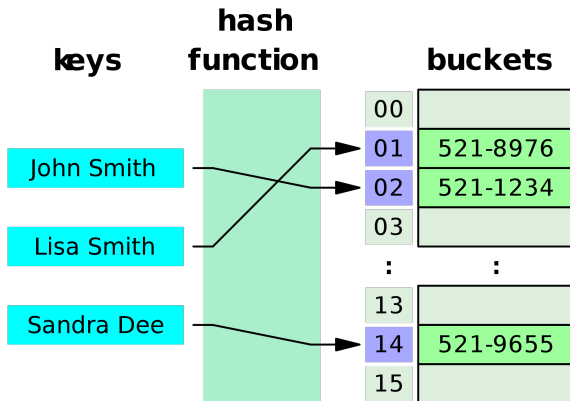 hash
keys function buckets
00
01 521-8976
John Smith
02 521-1234
03
Lisa Smith
: :
13
Sandra Dee
14 521-9655
15